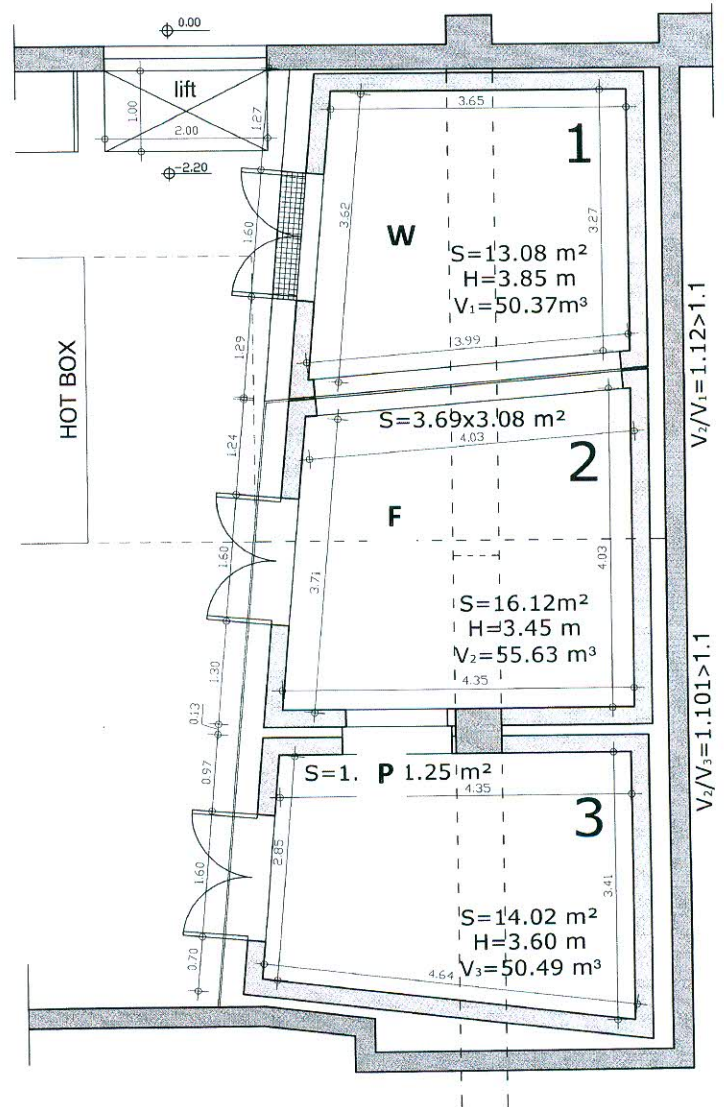 0.00
lift
1.00
2.00
1.27
-2.20
3.65
1
3.62
3.27
W
1.60
S=13.08 m²
H=3.85 m
V₁=50.37m³
3.99
1.29
HOT BOX
V₂/V₁=1.12>1.1
S=3.69x3.08 m²
4.03
2
1.24
F
1.60
3.71
4.03
S=16.12m²
H=3.45 m
V₂=55.63 m³
4.35
1.30
0.13
V₂/V₃=1.101>1.1
S=1. P 1.25 m²
4.35
0.97
3
2.85
3.41
1.60
S=14.02 m²
H=3.60 m
V₃=50.49 m³
4.64
0.70